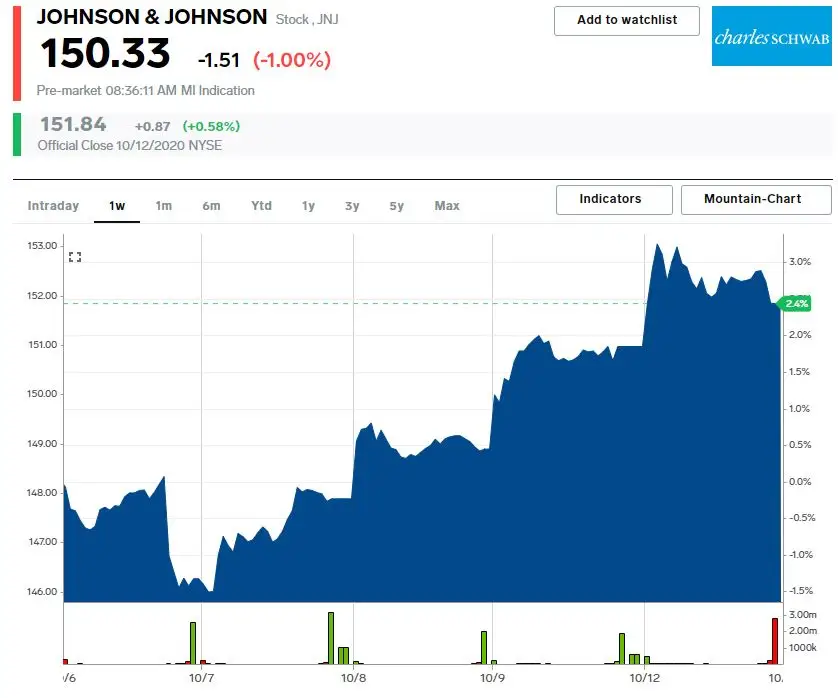 JOHNSON & JOHNSON Stock , JNJ
Add to watchlist
charles SCHWAB
150.33 -1.51 (-1.00%)
Pre-market 08:36:11 AM MI Indication
151.84 +0.87 (+0.58%)
Official Close 10/12/2020 NYSE
Intraday 1w 1m 6m Ytd 1y 3y 5y Max
Indicators Mountain-Chart
153.00
152.00
151.00
150.00
149.00
148.00
147.00
146.00
3.0%
2.4%
2.0%
1.5%
1.0%
0.5%
0.0%
-0.5%
-1.0%
-1.5%
3.00m
2.00m
1000k
/6 10/7 10/8 10/9 10/12 10.